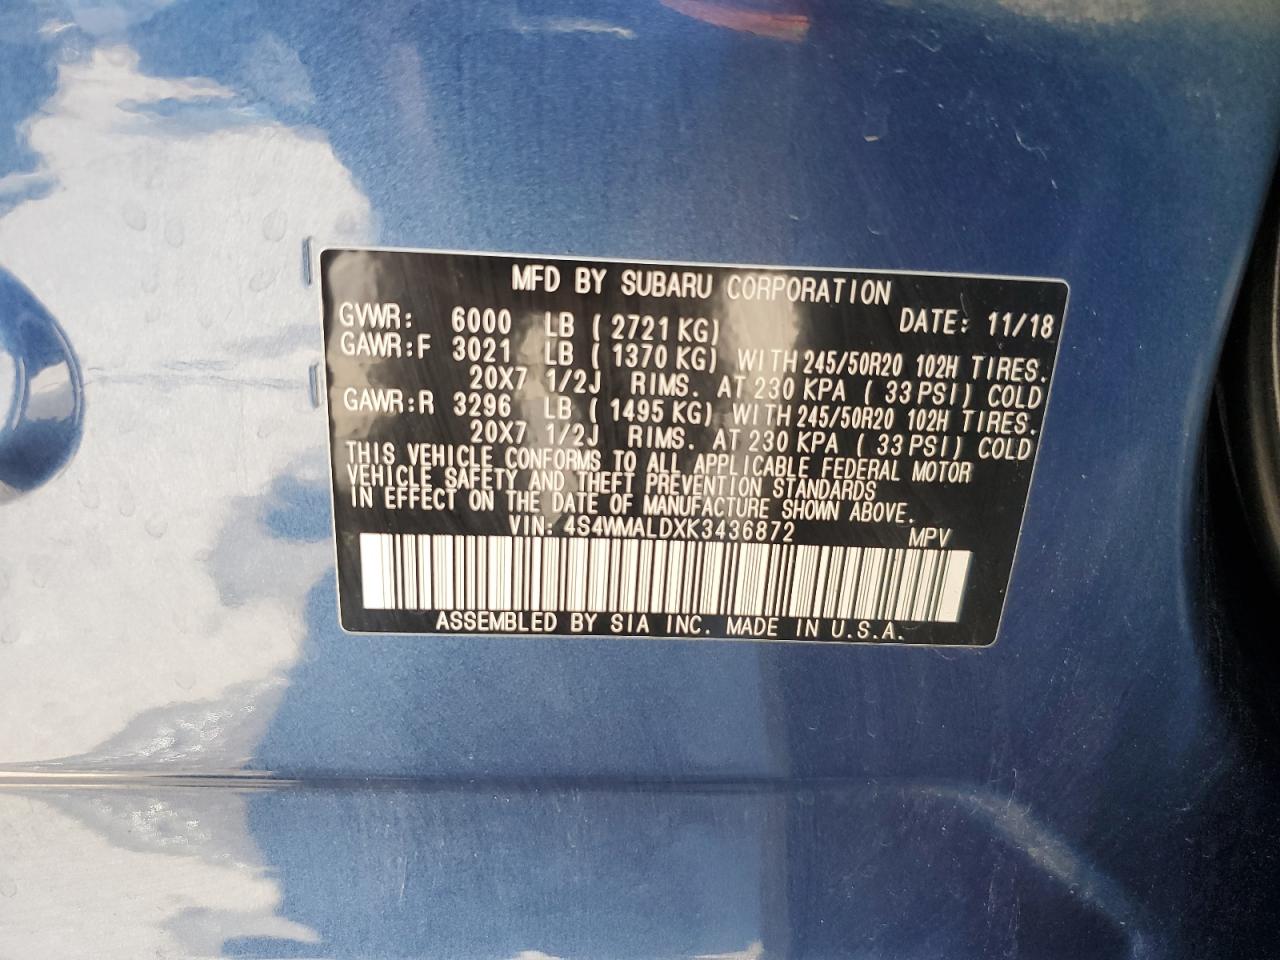 MFD BY SUBARU CORPORATION
GVWR: 6000 LB ( 2721 KG) DATE: 11/18
GAWR:F 3021 LB ( 1370 KG) WITH 245/50R20 102H TIRES.
20X7 1/2J RIMS. AT 230 KPA ( 33 PSI) COLD
GAWR:R 3296 LB ( 1495 KG) WITH 245/50R20 102H TIRES.
20X7 1/2J RIMS. AT 230 KPA ( 33 PSI) COLD
THIS VEHICLE CONFORMS TO ALL APPLICABLE FEDERAL MOTOR
VEHICLE SAFETY AND THEFT PREVENTION STANDARDS
IN EFFECT ON THE DATE OF MANUFACTURE SHOWN ABOVE.
VIN: 4S4WMALDXK3436872 MPV
ASSEMBLED BY SIA INC. MADE IN U.S.A.